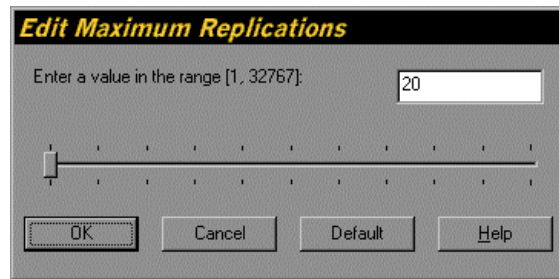 Edit Maximum Replications
Enter a value in the range [1, 32767]:
20
OK
Cancel
Default
Help